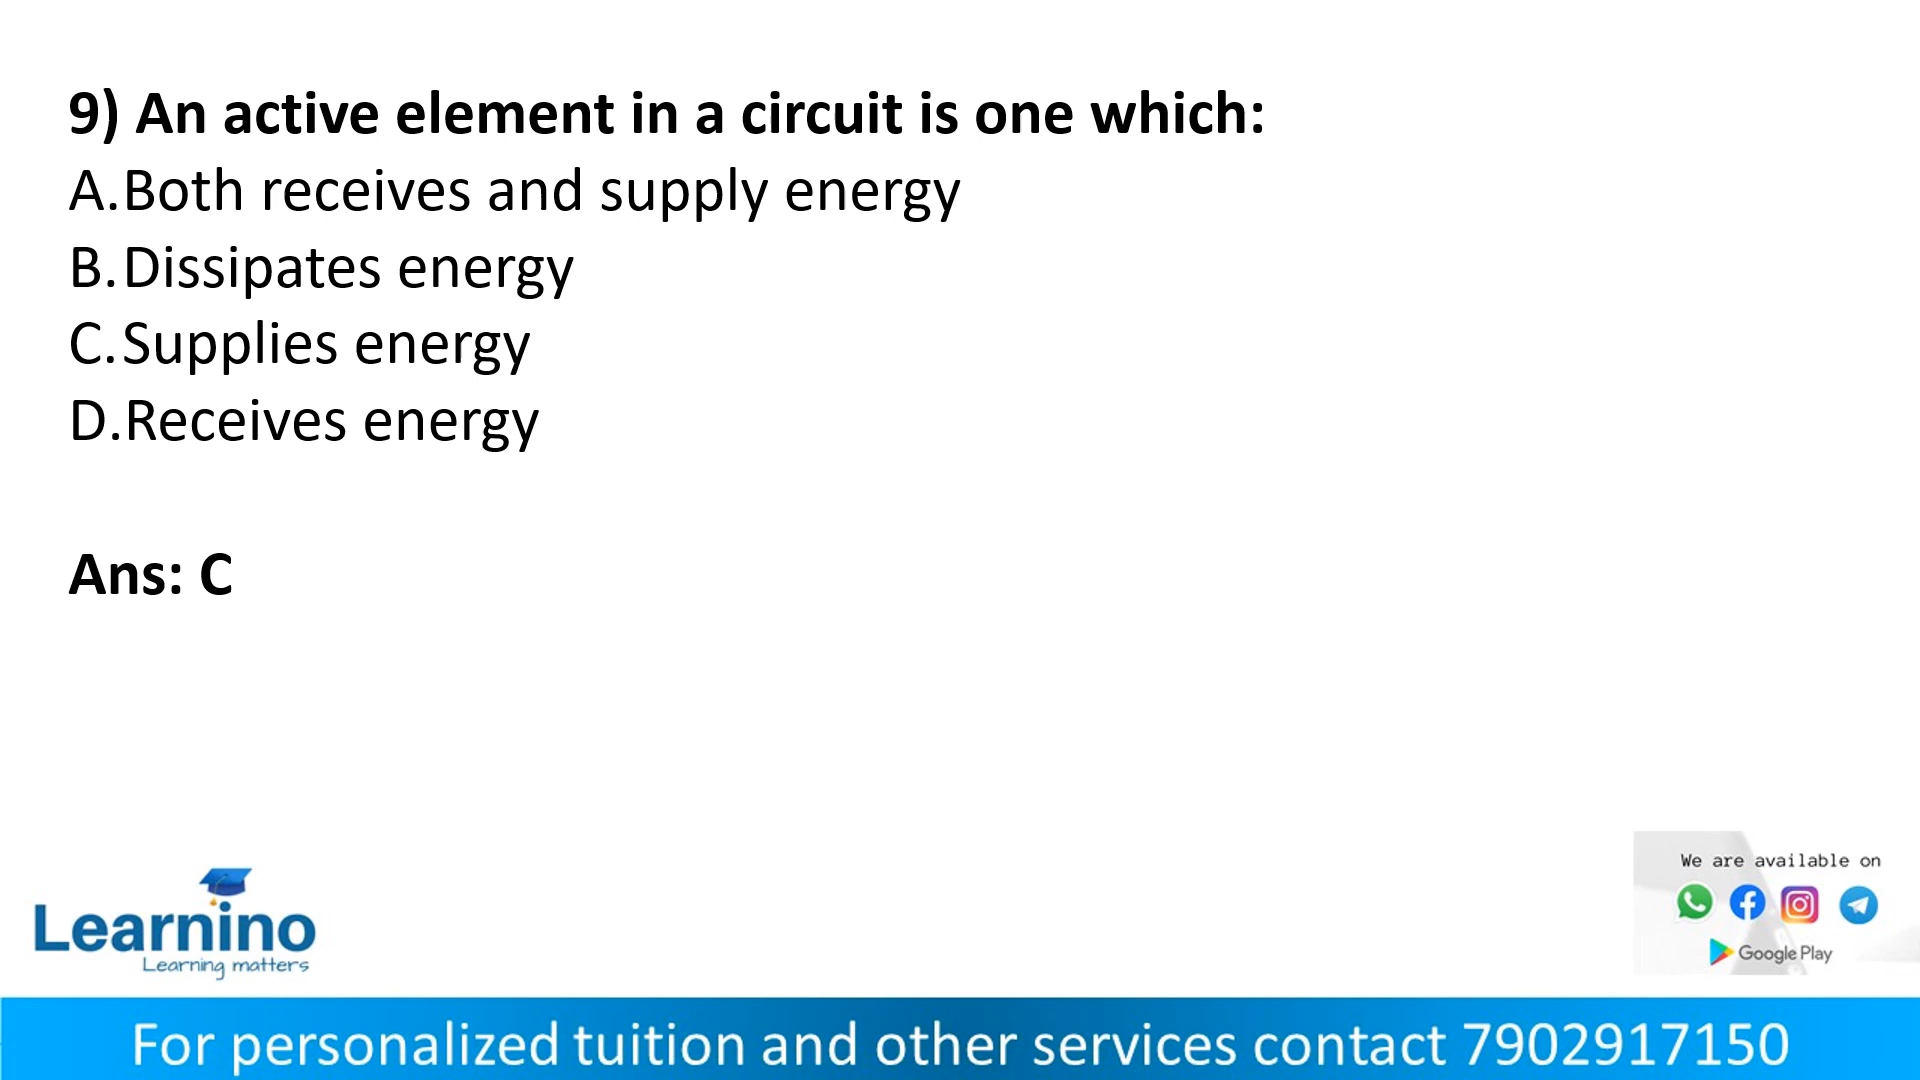 9) An active element in a circuit is one which:
A.Both receives and supply energy
B.Dissipates energy
C.Supplies energy
D.Receives energy
Ans: C
We are available on
Google Play
Learnino
Learning matters
For personalized tuition and other services contact 7902917150